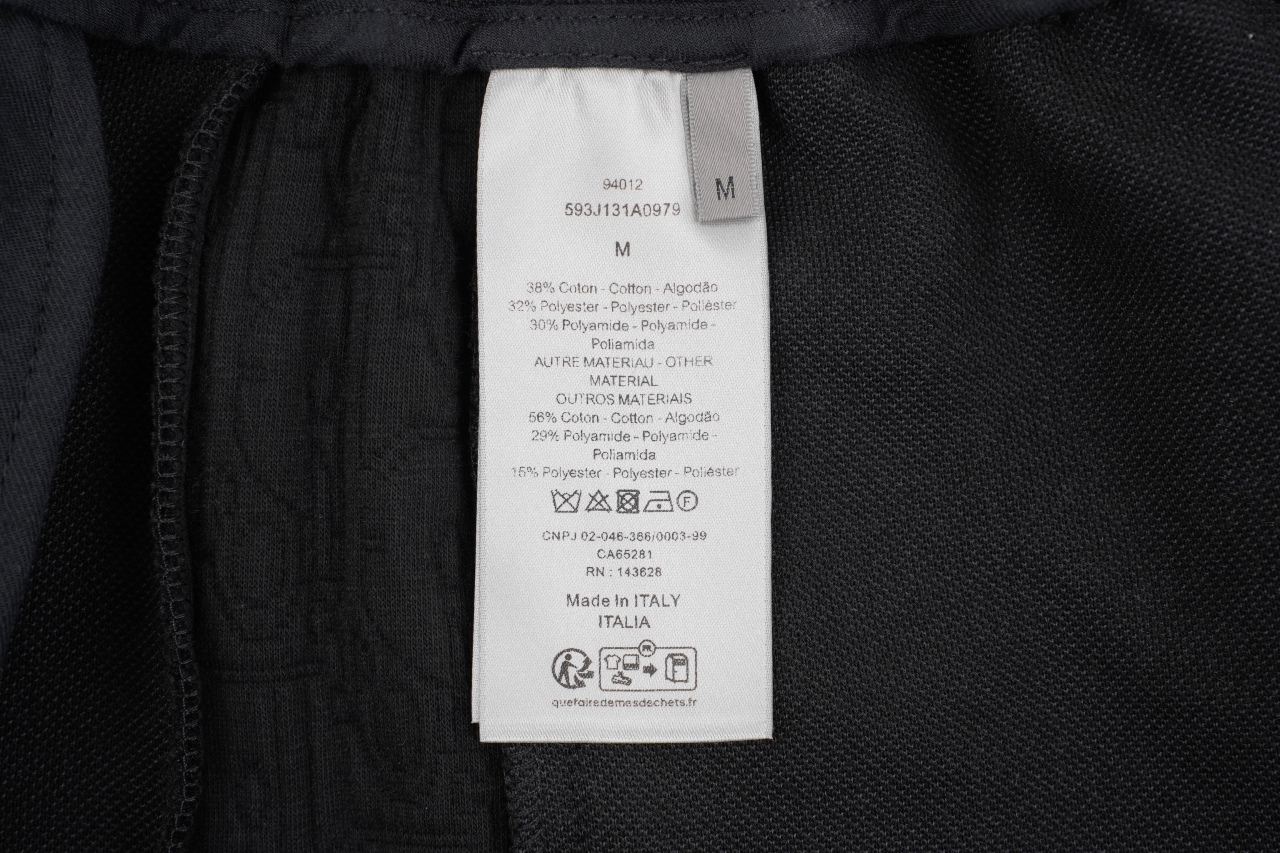 M
94012
593J131A0979
M
38% Coton - Cotton - Algodão
32% Polyester - Polyester - Poliéster
30% Polyamide - Polyamide -
Poliamida
AUTRE MATERIAU - OTHER
MATERIAL
OUTROS MATERIAIS
56% Coton - Cotton - Algodão
29% Polyamide - Polyamide -
Poliamida
15% Polyester - Polyester - Poliéster
F
CNPJ 02-046-366/0003-99
CA65281
RN : 143628
Made In ITALY
ITALIA
FR
quefairedemesdechets.fr